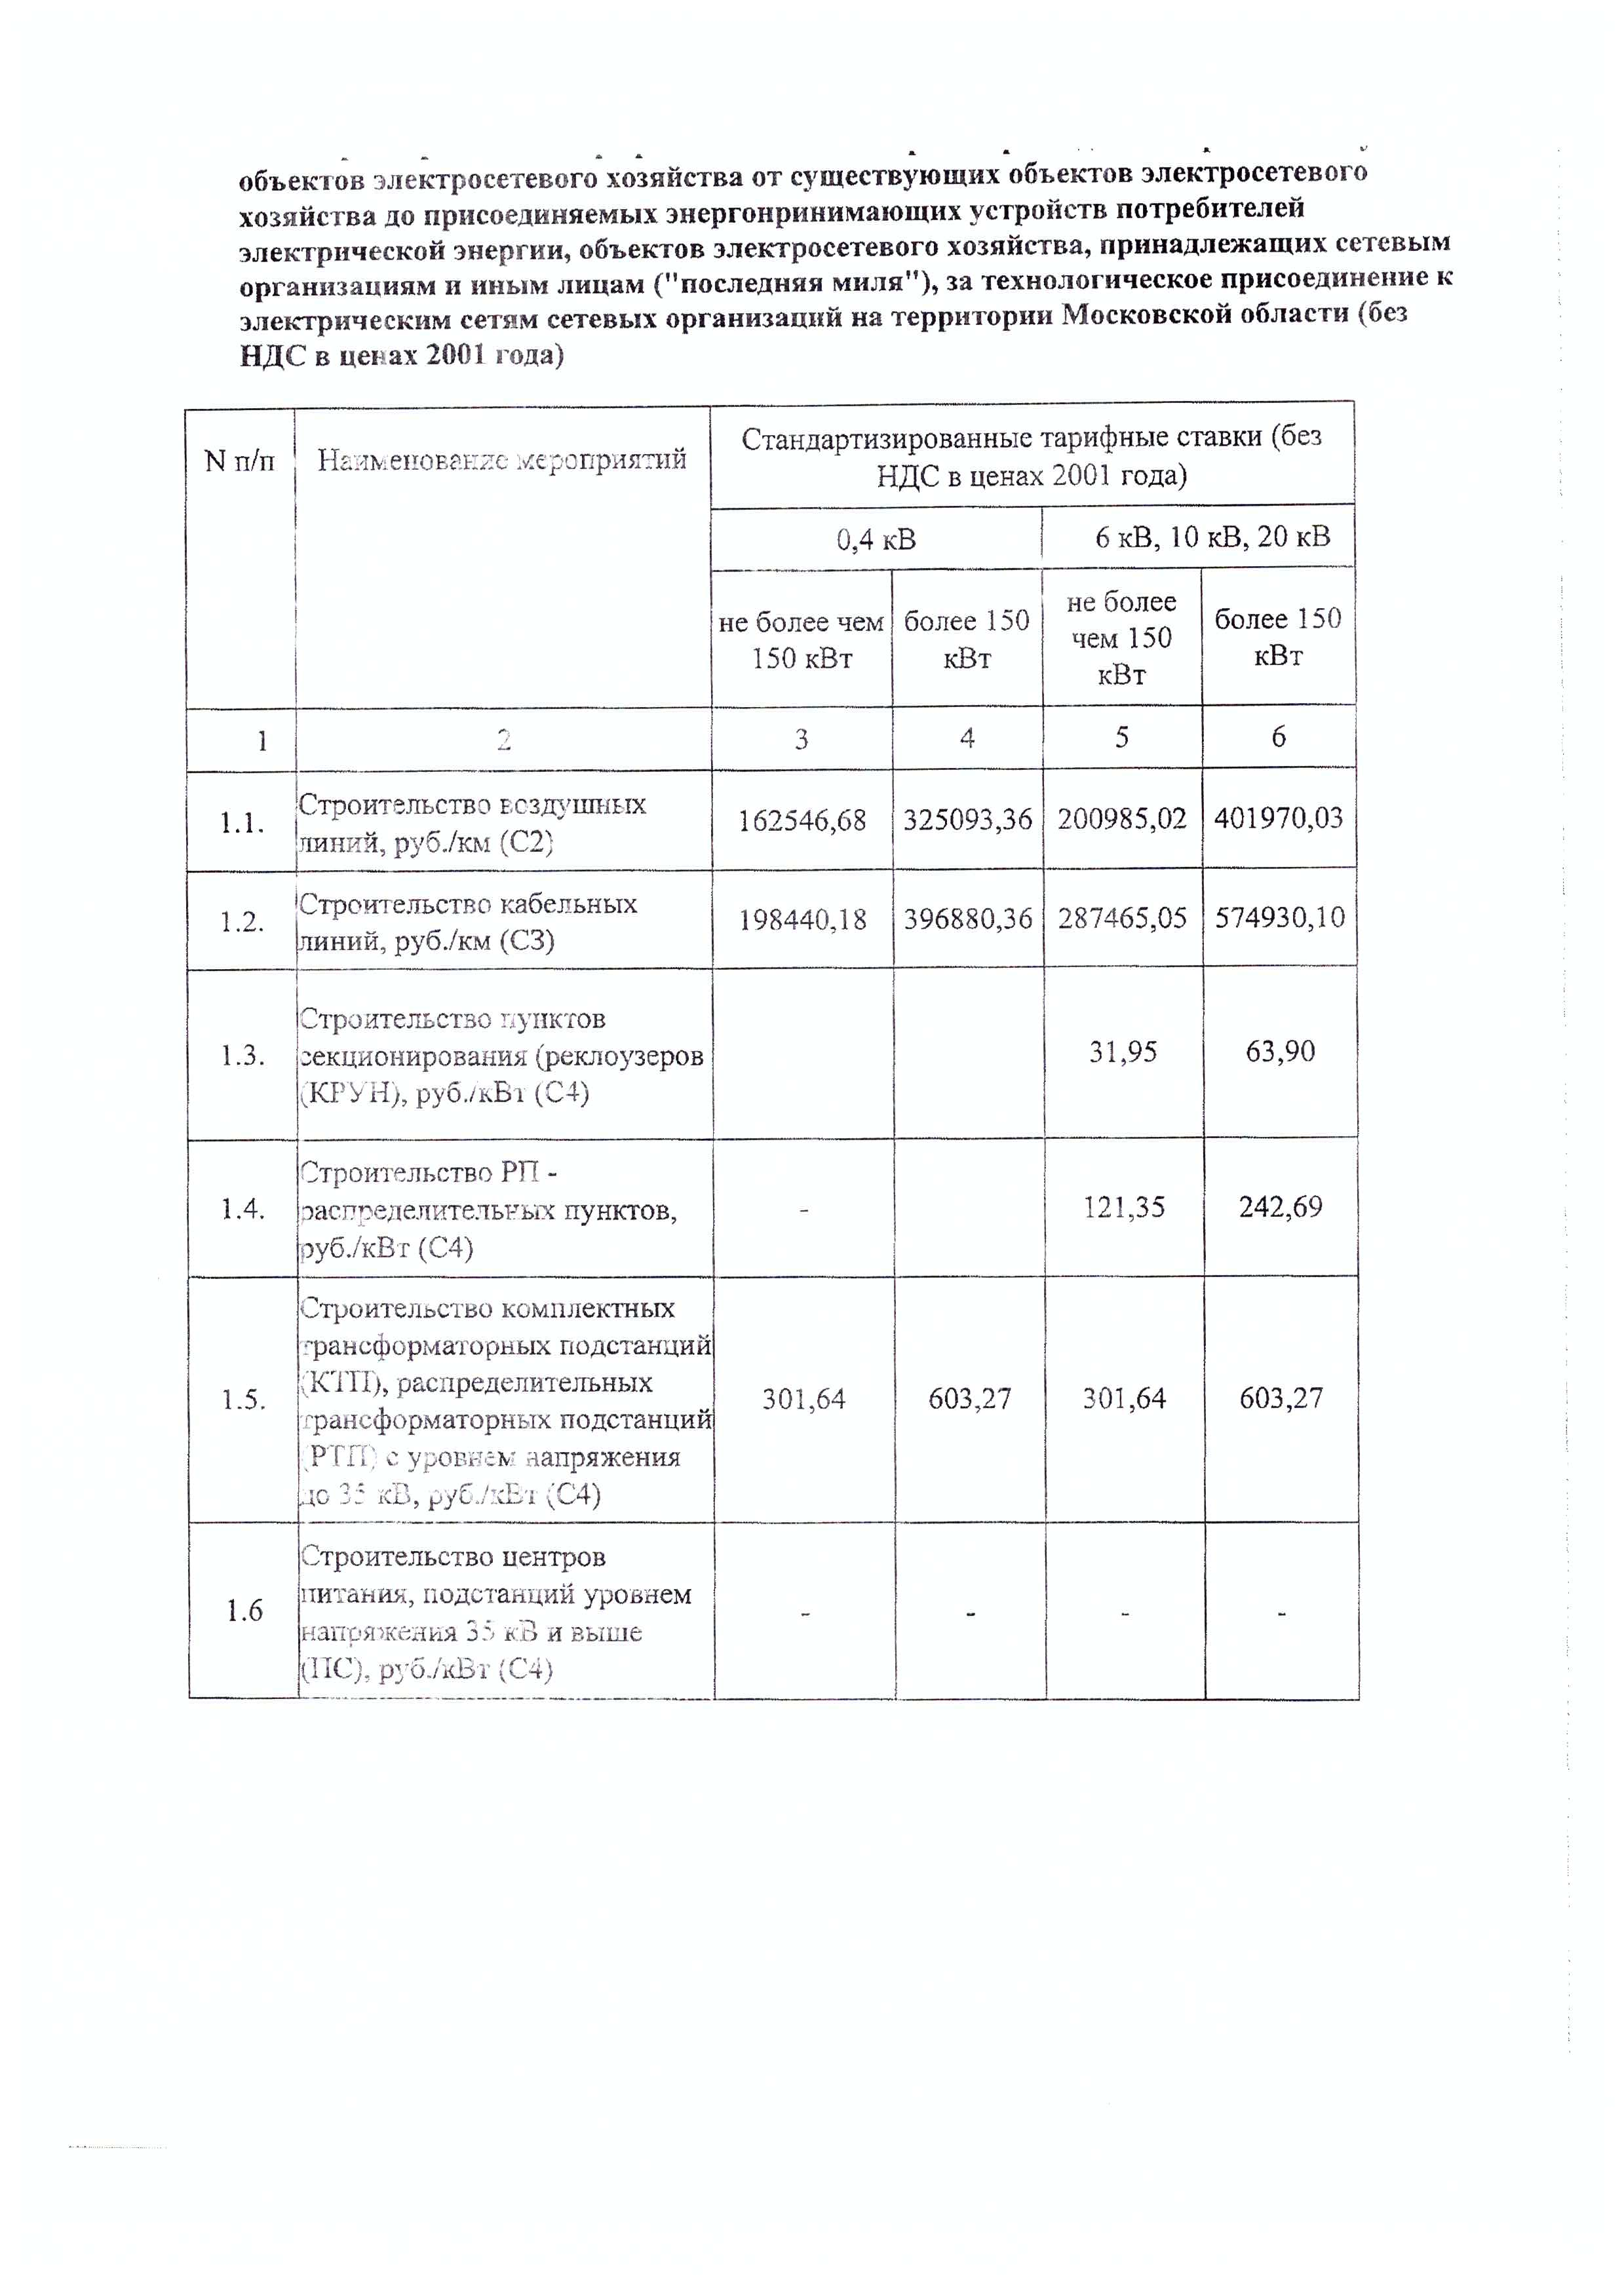 объектов электросетевого хозяйства от существующих объектов электросетевого
хозяйства до присоединяемых энергопринимающих устройств потребителей
электрической энергии, объектов электросетевого хозяйства, принадлежащих сетевым
организациям и иным лицам ("последняя миля"), за технологическое присоединение к
электрическим сетям сетевых организаций на территории Московской области (без
НДС в ценах 2001 года)
N п/п
Наименование мероприятий
Стандартизированные тарифные ставки (без
НДС в ценах 2001 года)
0,4 кВ
6 кВ, 10 кВ, 20 кВ
не более чем
150 кВт
более 150
кВт
не более
чем 150
кВт
более 150
кВт
1
2
3
4
5
6
1.1.
Строительство воздушных
линий, руб./км (С2)
162546,68
325093,36
200985,02
401970,03
1.2.
Строительство кабельных
линий, руб./км (С3)
198440,18
396880,36
287465,05
574930,10
1.3.
Строительство пунктов
секционирования (реклоузеров
(КРУН), руб./кВт (С4)
31,95
63,90
1.4.
Строительство РП -
распределительных пунктов,
руб./кВт (С4)
-
121,35
242,69
1.5.
Строительство комплектных
трансформаторных подстанций
(КТП), распределительных
трансформаторных подстанций
(РТП) с уровнем напряжения
до 35 кВ, руб./кВт (С4)
301,64
603,27
301,64
603,27
1.6
Строительство центров
питания, подстанций уровнем
напряжения 35 кВ и выше
(ПС), руб./кВт (С4)
-
-
-
-